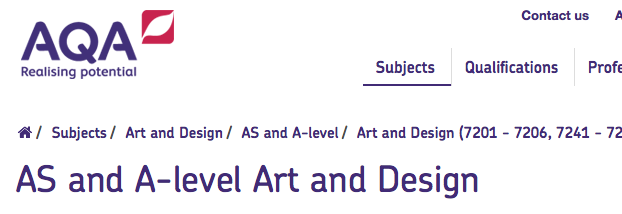 Contact us
AQA
Realising potential
Subjects Qualifications
/ Subjects / Art and Design / AS and A-level / Art and Design (7201 - 7206, 7241 -
AS and A-level Art and Design